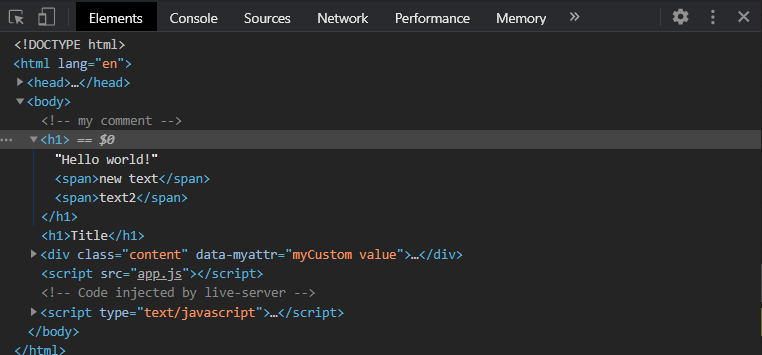 Elements Console Sources Network Performance Memory »
<!DOCTYPE html>
<html lang="en">
<head>…</head>
<body>
<!-- my comment -->
… <h1> == $0
"Hello world!"
<span>new text</span>
<span>text2</span>
</h1>
<h1>Title</h1>
<div class="content" data-myattr="myCustom value">…</div>
<script src="app.js"></script>
<!-- Code injected by live-server -->
<script type="text/javascript">…</script>
</body>
</html>